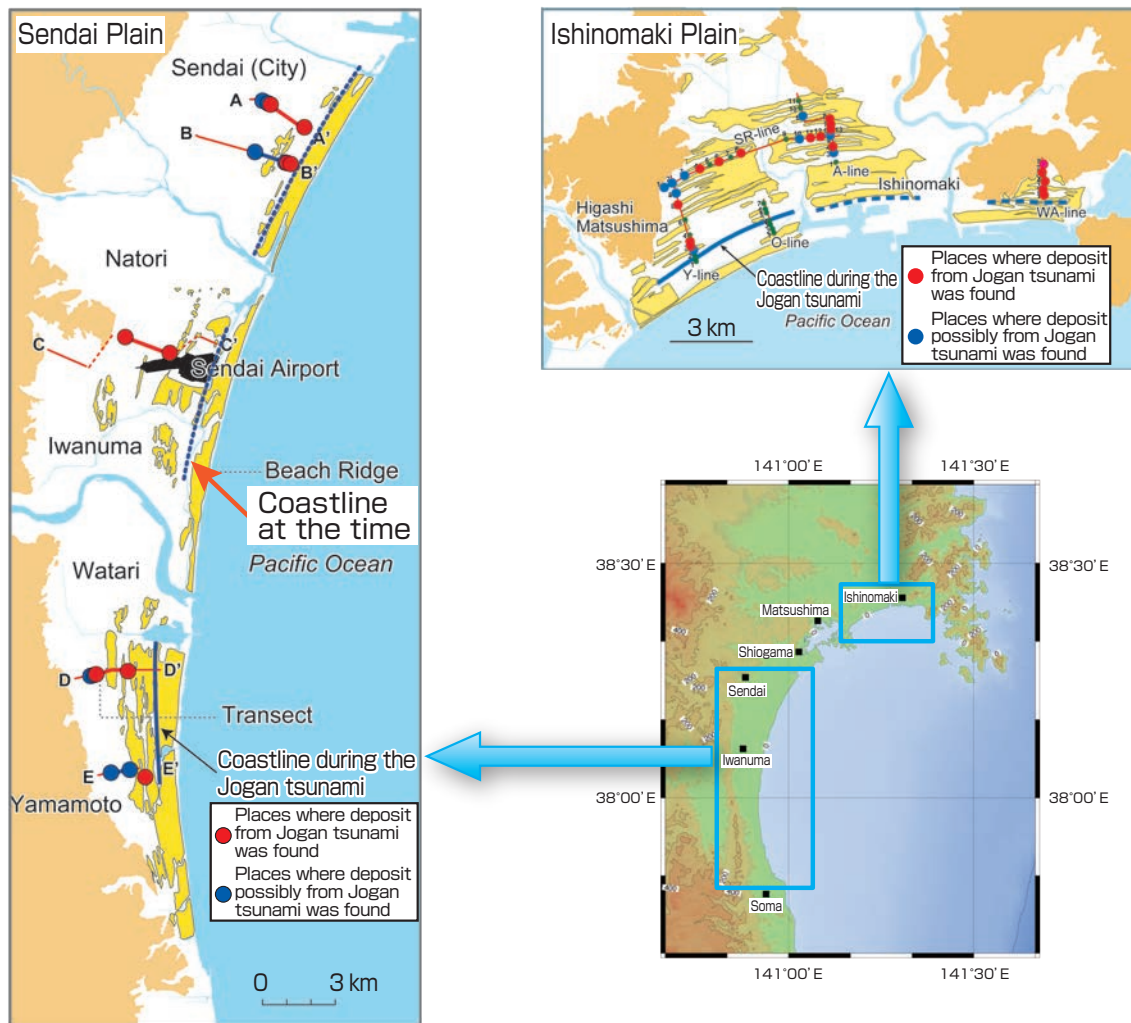 Sendai Plain
Sendai (City)
A
A'
B
B'
Natori
C
C'
Sendai Airport
Iwanuma
Beach Ridge
Coastline
at the time
Pacific Ocean
Watari
D
D'
Transect
Coastline during the
Jogan tsunami
E
E'
Yamamoto
Places where deposit
from Jogan tsunami
was found
Places where deposit
possibly from Jogan
tsunami was found
0 3 km
Ishinomaki Plain
SR-line
A-line
Ishinomaki
Higashi
Matsushima
WA-line
O-line
Y-line
Coastline during the
Jogan tsunami
Pacific Ocean
3 km
Places where deposit
from Jogan tsunami
was found
Places where deposit
possibly from Jogan
tsunami was found
141°00' E 141°30' E
38°30' E
Ishinomaki
Matsushima
Shiogama
Sendai
Iwanuma
38°00' E
Soma
141°00' E 141°30' E